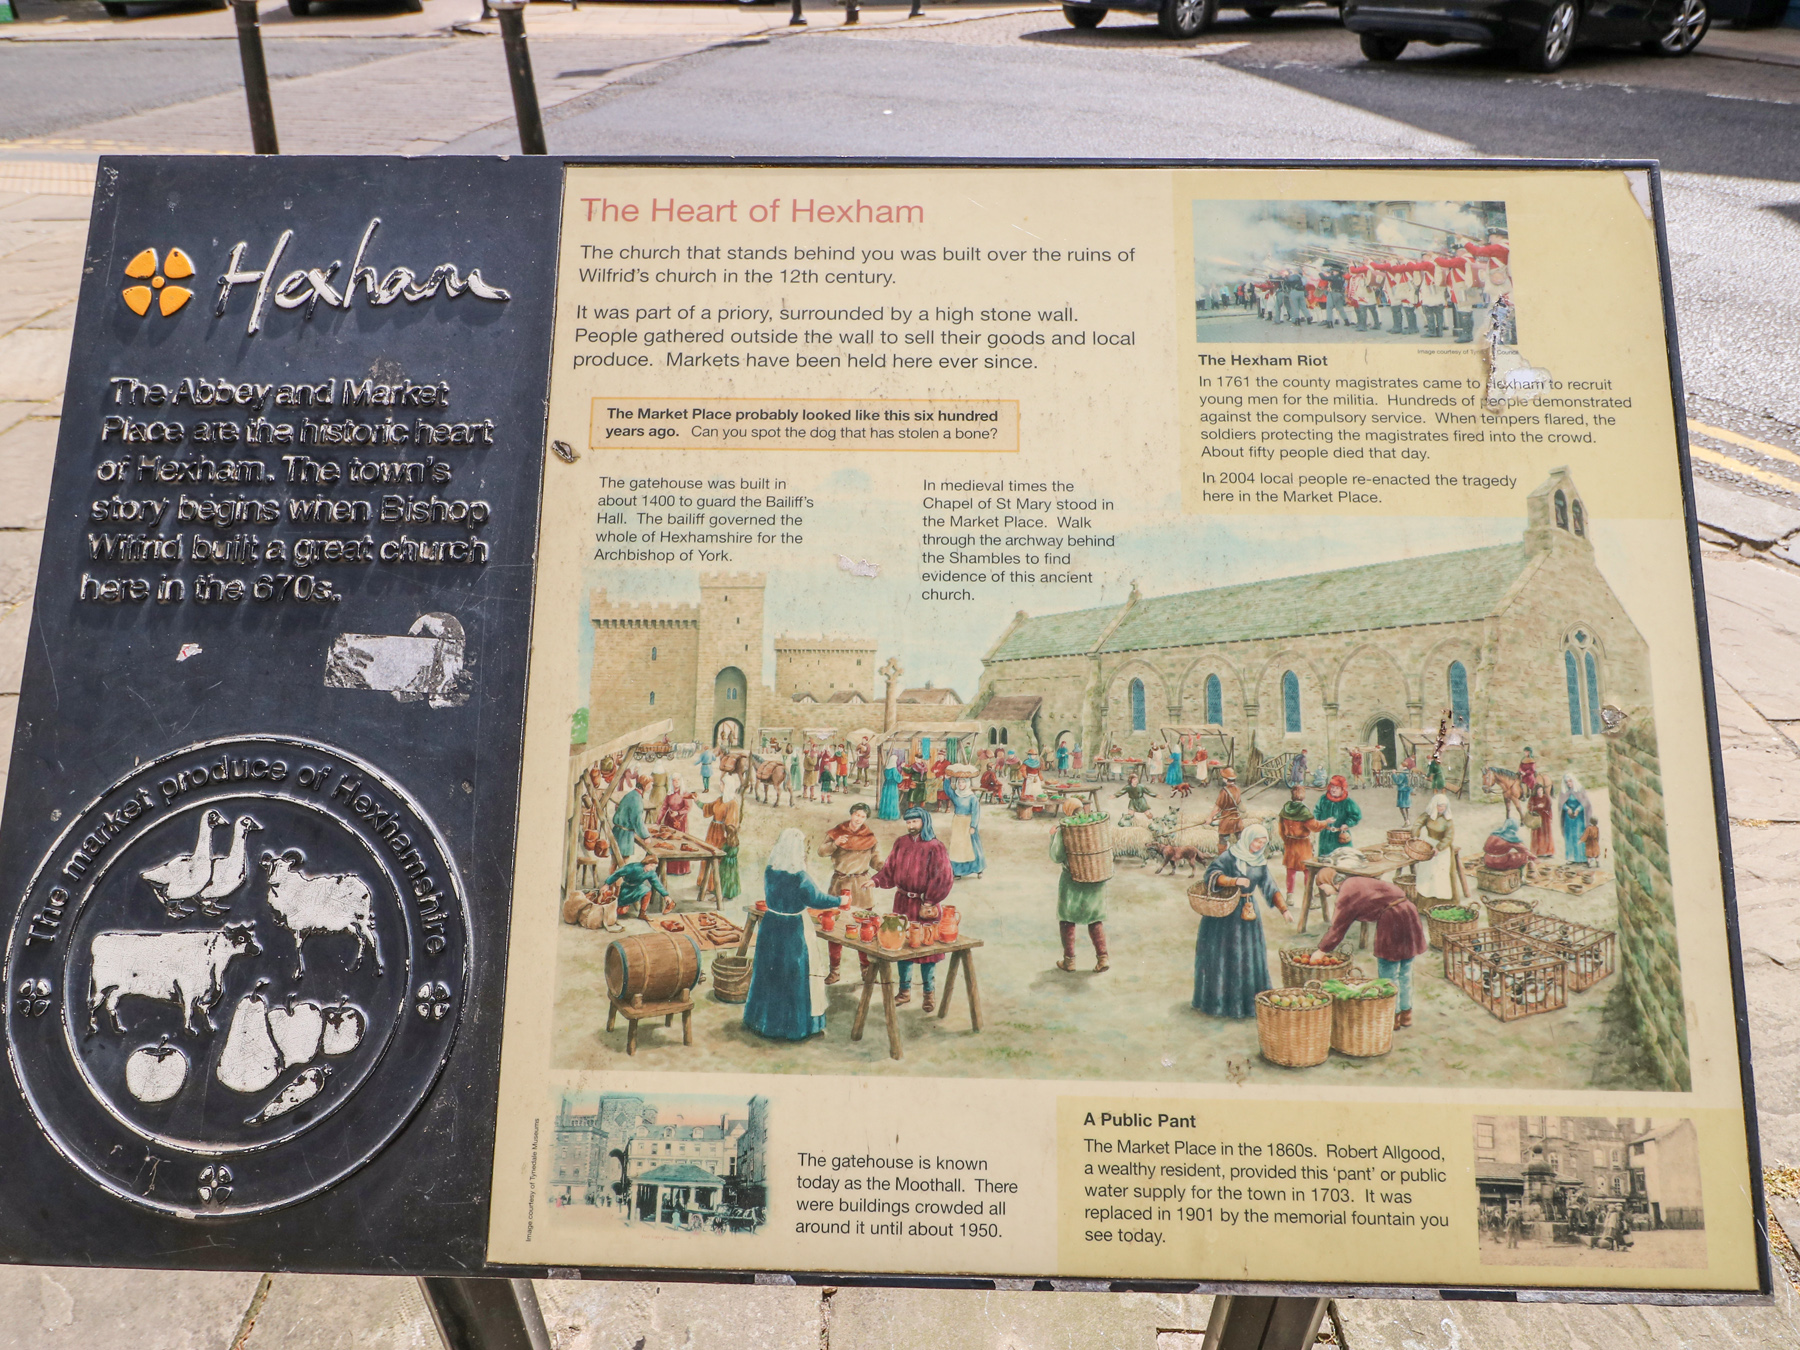 Hexham
The Abbey and Market
Place are the historic heart
of Hexham. The town's
story begins when Bishop
Wilfrid built a great church
here in the 670s.
The market produce of Hexhamshire
The Heart of Hexham
The church that stands behind you was built over the ruins of
Wilfrid's church in the 12th century.
It was part of a priory, surrounded by a high stone wall.
People gathered outside the wall to sell their goods and local
produce. Markets have been held here ever since.
The Market Place probably looked like this six hundred
years ago. Can you spot the dog that has stolen a bone?
The gatehouse was built in
about 1400 to guard the Bailiff's
Hall. The bailiff governed the
whole of Hexhamshire for the
Archbishop of York.
In medieval times the
Chapel of St Mary stood in
the Market Place. Walk
through the archway behind
the Shambles to find
evidence of this ancient
church.
Image courtesy of Council
The Hexham Riot
In 1761 the county magistrates came to Hexham to recruit
young men for the militia. Hundreds of people demonstrated
against the compulsory service. When tempers flared, the
soldiers protecting the magistrates fired into the crowd.
About fifty people died that day.
In 2004 local people re-enacted the tragedy
here in the Market Place.
Image courtesy of Tynedale Museums
The gatehouse is known
today as the Moothall. There
were buildings crowded all
around it until about 1950.
A Public Pant
The Market Place in the 1860s. Robert Allgood,
a wealthy resident, provided this 'pant' or public
water supply for the town in 1703. It was
replaced in 1901 by the memorial fountain you
see today.